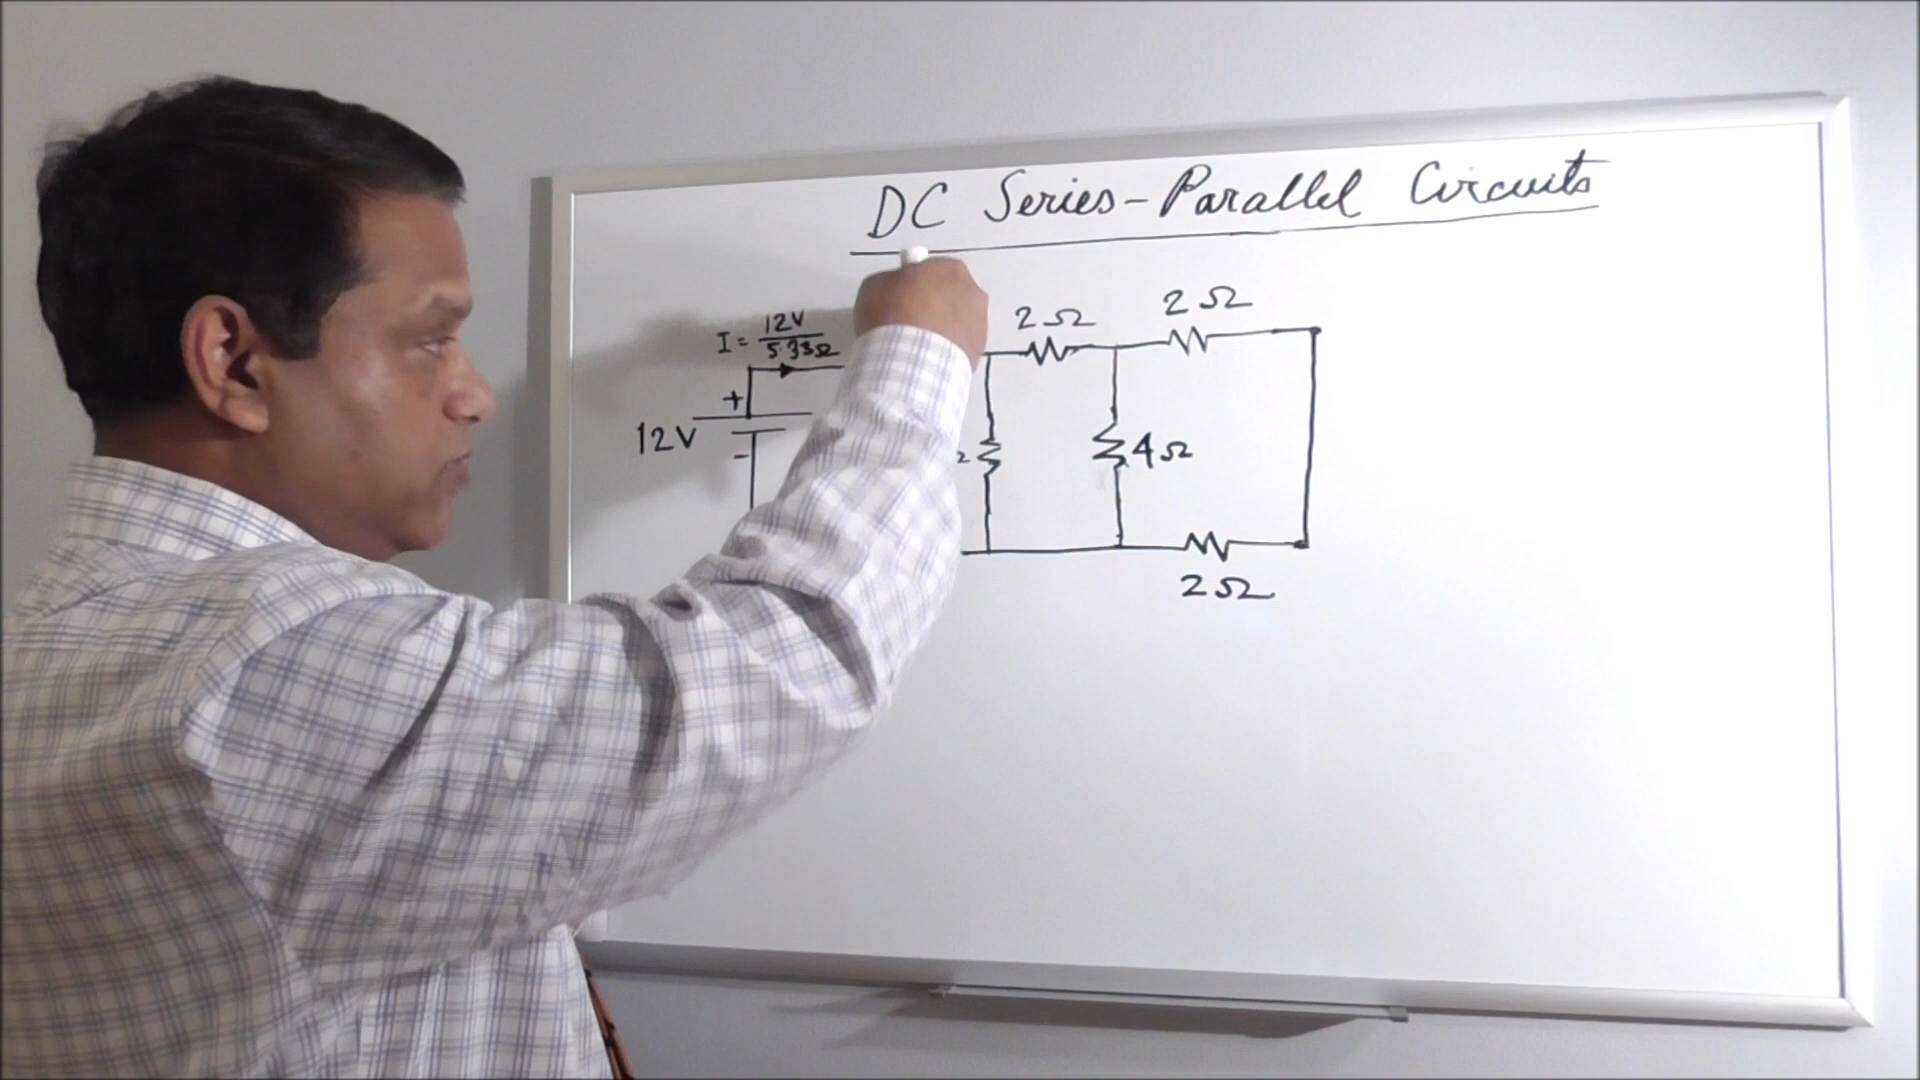 DC Series-Parallel Circuits
I = 12V
5.33Ω
2Ω
2Ω
+
12V
-
4Ω
2Ω